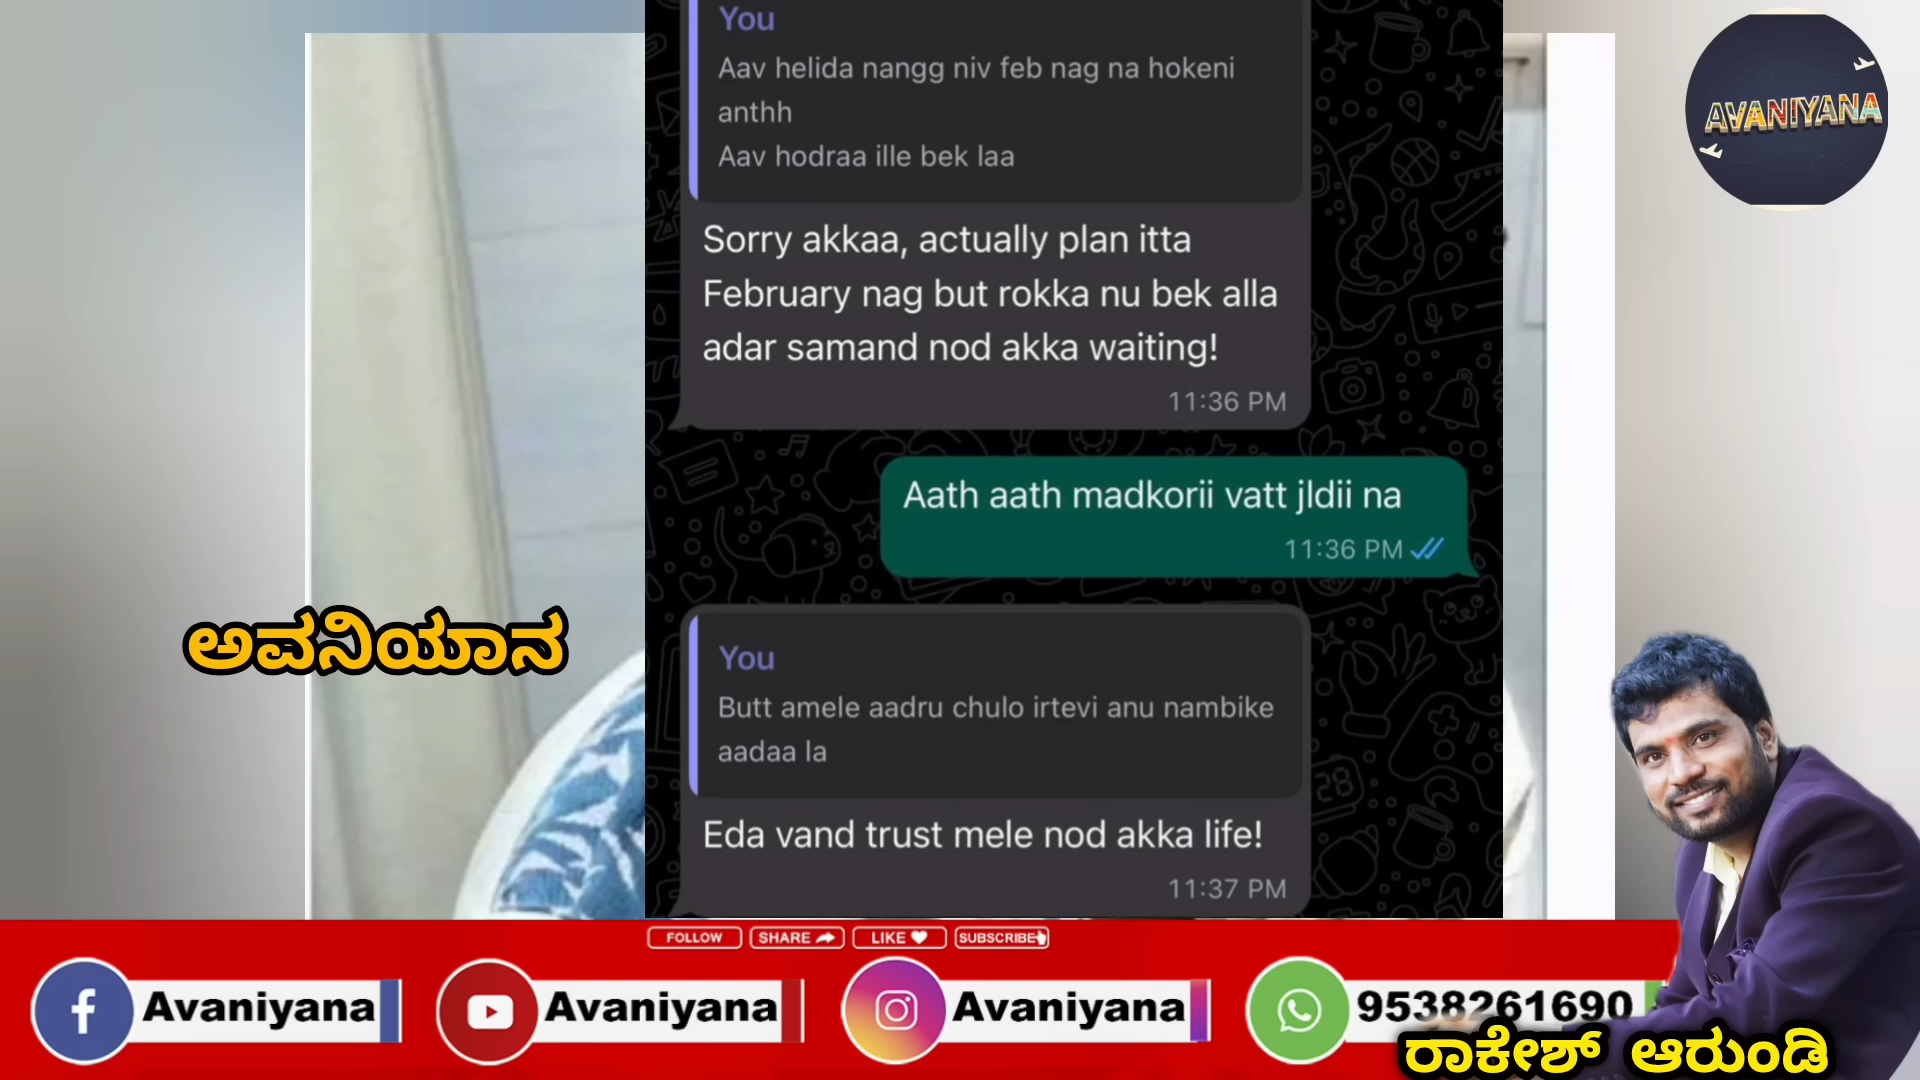 You
Aav helida nangg niv feb nag na hokeni
anthh
Aav hodraa ille bek laa
Sorry akkaa, actually plan itta
February nag but rokka nu bek alla
adar samand nod akka waiting!
11:36 PM
Aath aath madkorii vatt jldii na
11:36 PM
You
Butt amele aadru chulo irtevi anu nambike
aadaa la
Eda vand trust mele nod akka life!
11:37 PM
AVANIYANA
ಅವನಿಯಾನ
FOLLOW SHARE LIKE SUBSCRIBE
Avaniyana Avaniyana Avaniyana 9538261690
ರಾಕೇಶ್ ಆರುಂಡಿ